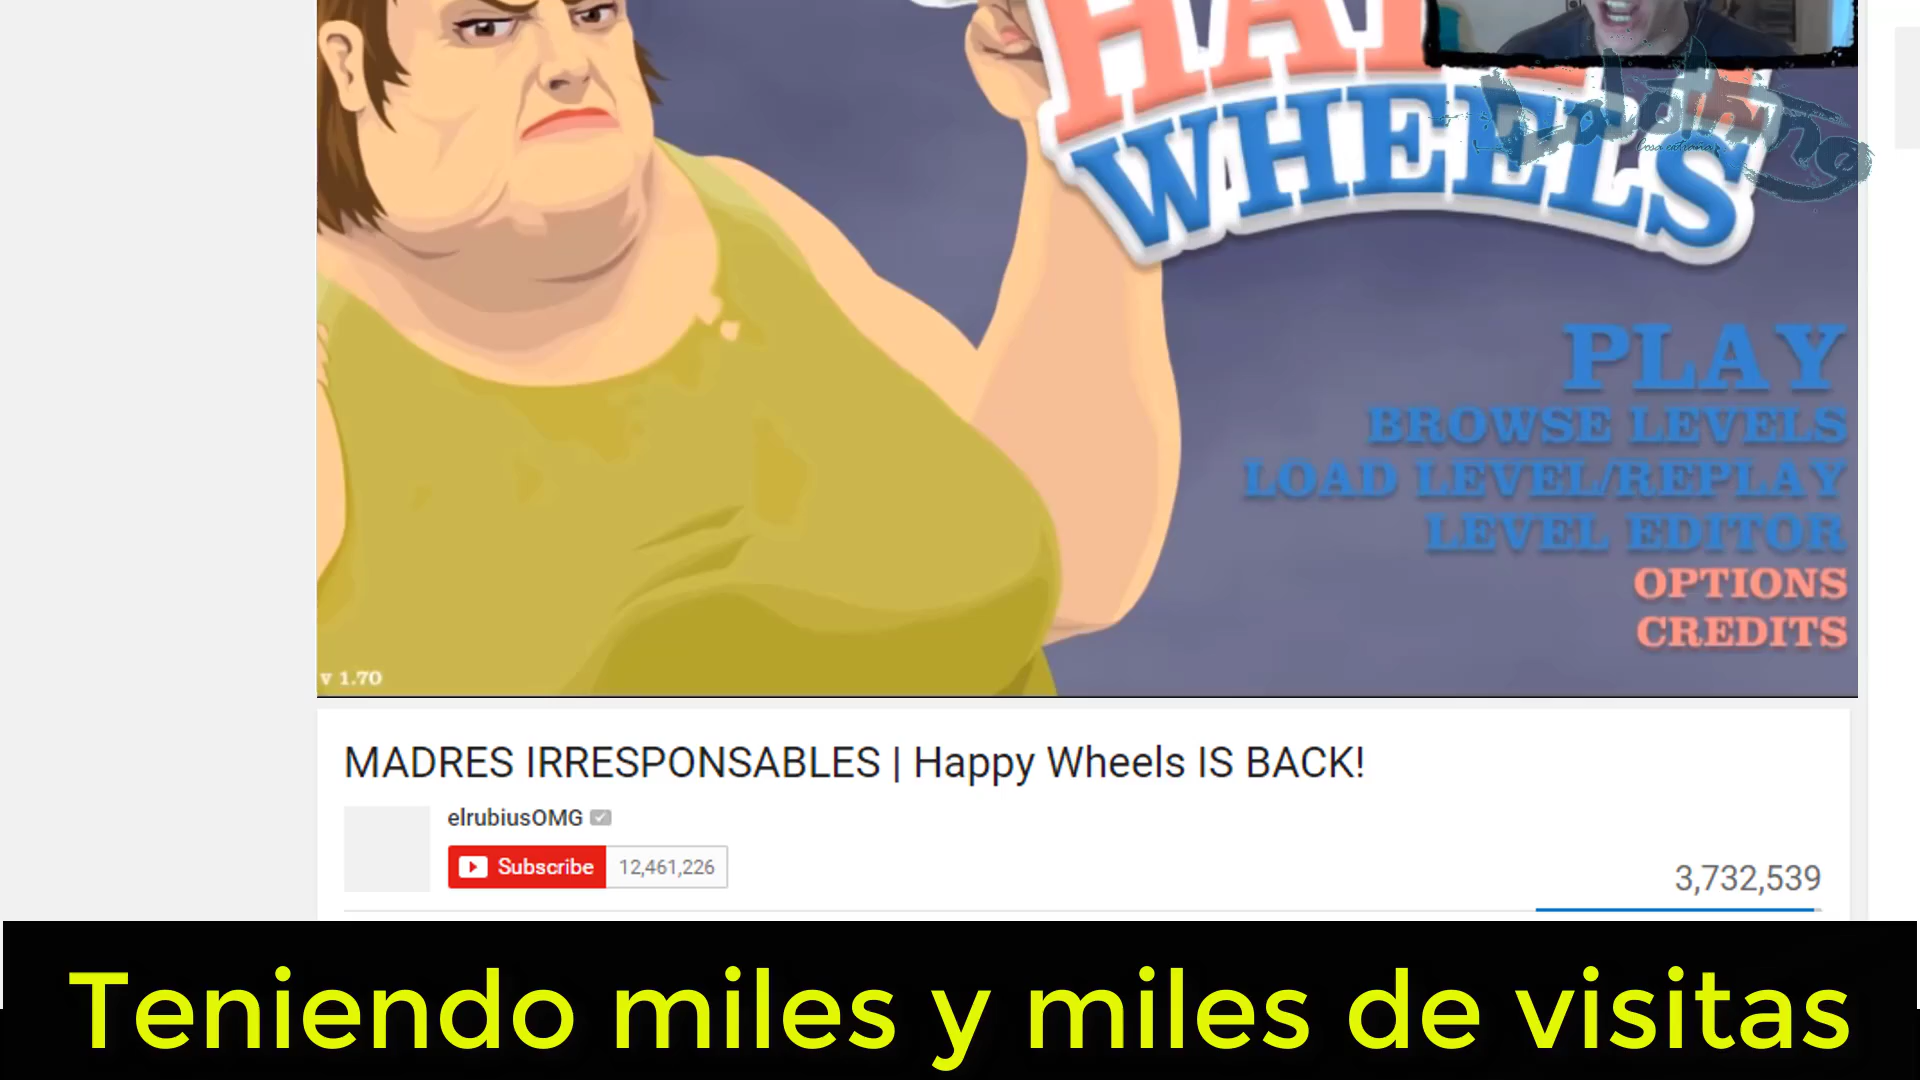 HAPPY
WHEELS
PLAY
BROWSE LEVELS
LOAD LEVEL/REPLAY
LEVEL EDITOR
OPTIONS
CREDITS
v 1.70
MADRES IRRESPONSABLES | Happy Wheels IS BACK!
elrubiusOMG
Subscribe 12,461,226
3,732,539
Teniendo miles y miles de visitas